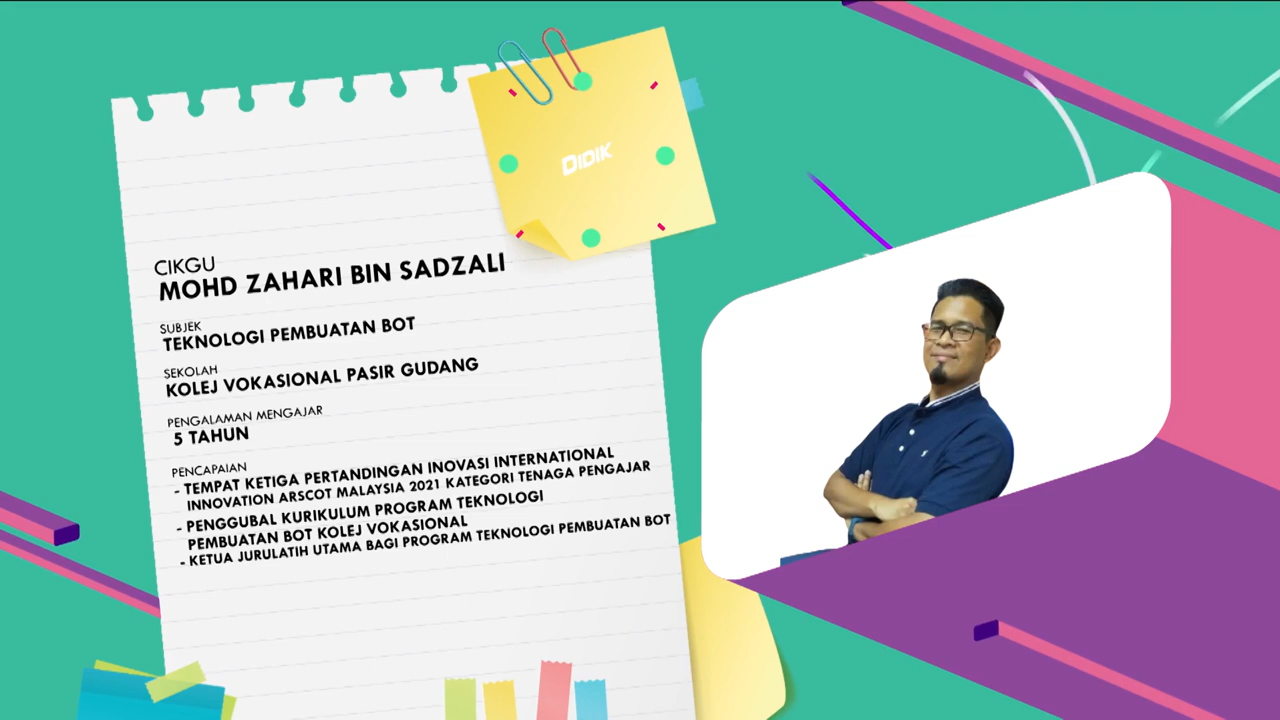 DIDIK
CIKGU
MOHD ZAHARI BIN SADZALI
SUBJEK
TEKNOLOGI PEMBUATAN BOT
SEKOLAH
KOLEJ VOKASIONAL PASIR GUDANG
PENGALAMAN MENGAJAR
5 TAHUN
PENCAPAIAN
- TEMPAT KETIGA PERTANDINGAN INOVASI INTERNATIONAL
INNOVATION ARSCOT MALAYSIA 2021 KATEGORI TENAGA PENGAJAR
- PENGGUBAL KURIKULUM PROGRAM TEKNOLOGI
PEMBUATAN BOT KOLEJ VOKASIONAL
- KETUA JURULATIH UTAMA BAGI PROGRAM TEKNOLOGI PEMBUATAN BOT